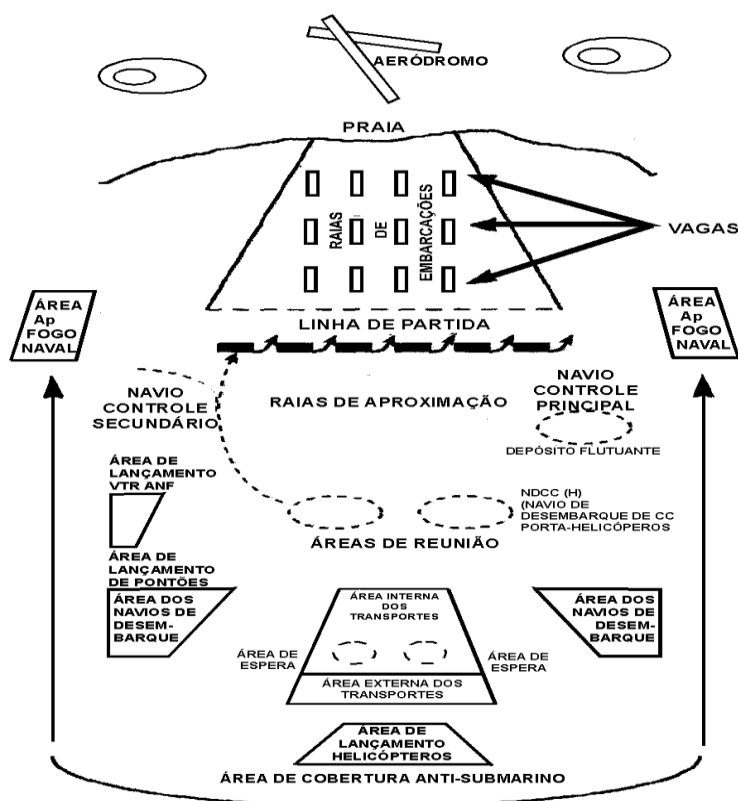 AERÓDROMO
PRAIA
RAIAS
DE
EMBARCAÇÕES
VAGAS
ÁREA
Ap
FOGO
NAVAL
ÁREA
Ap
FOGO
NAVAL
LINHA DE PARTIDA
NAVIO
CONTROLE
SECUNDÁRIO
RAIAS DE APROXIMAÇÃO
NAVIO
CONTROLE
PRINCIPAL
DEPÓSITO FLUTUANTE
ÁREA DE
LANÇAMENTO
VTR ANF
NDCC (H)
(NAVIO DE
DESEMBARQUE DE CC
PORTA-HELICÓPEROS
ÁREAS DE REUNIÃO
ÁREA DE
LANÇAMENTO
DE PONTÕES
ÁREA DOS
NAVIOS DE
DESEM-
BARQUE
ÁREA INTERNA
DOS
TRANSPORTES
ÁREA DOS
NAVIOS DE
DESEM-
BARQUE
ÁREA DE
ESPERA
ÁREA DE
ESPERA
ÁREA EXTERNA DOS
TRANSPORTES
ÁREA DE
LANÇAMENTO
HELICÓPTEROS
ÁREA DE COBERTURA ANTI-SUBMARINO